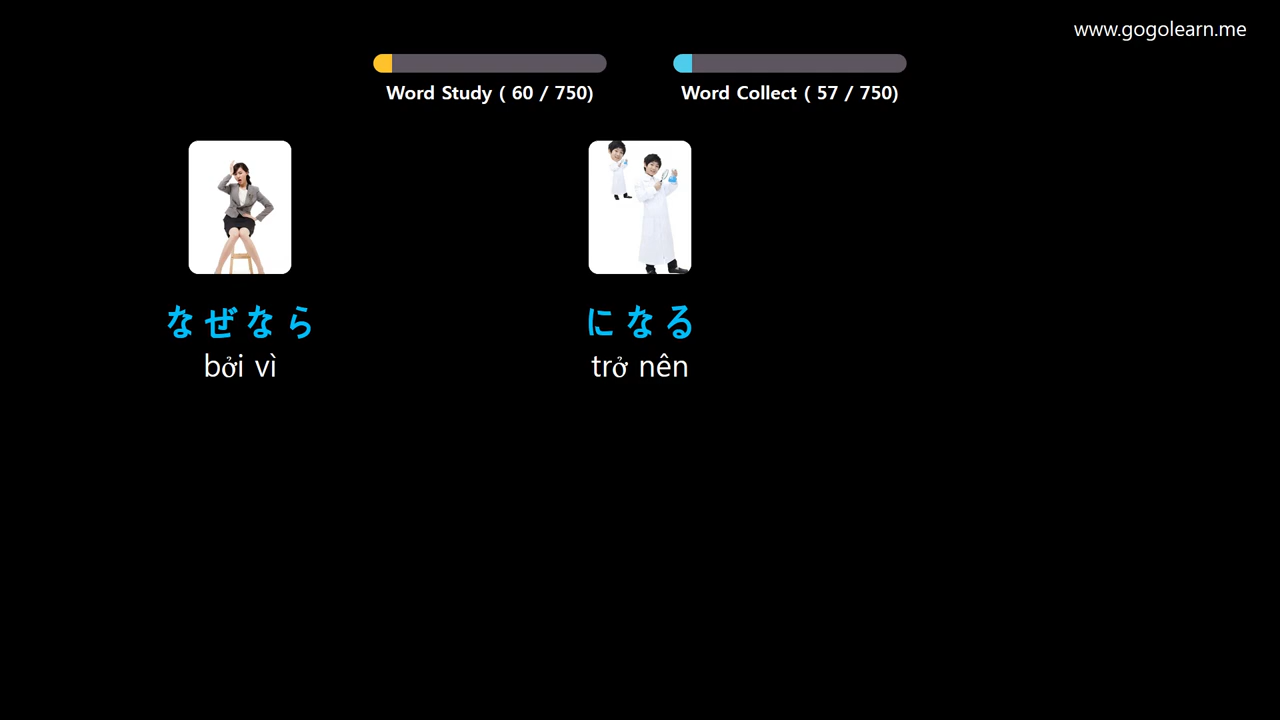 www.gogolearn.me
Word Study ( 60 / 750)
Word Collect ( 57 / 750)
なぜなら
bởi vì
になる
trở nên